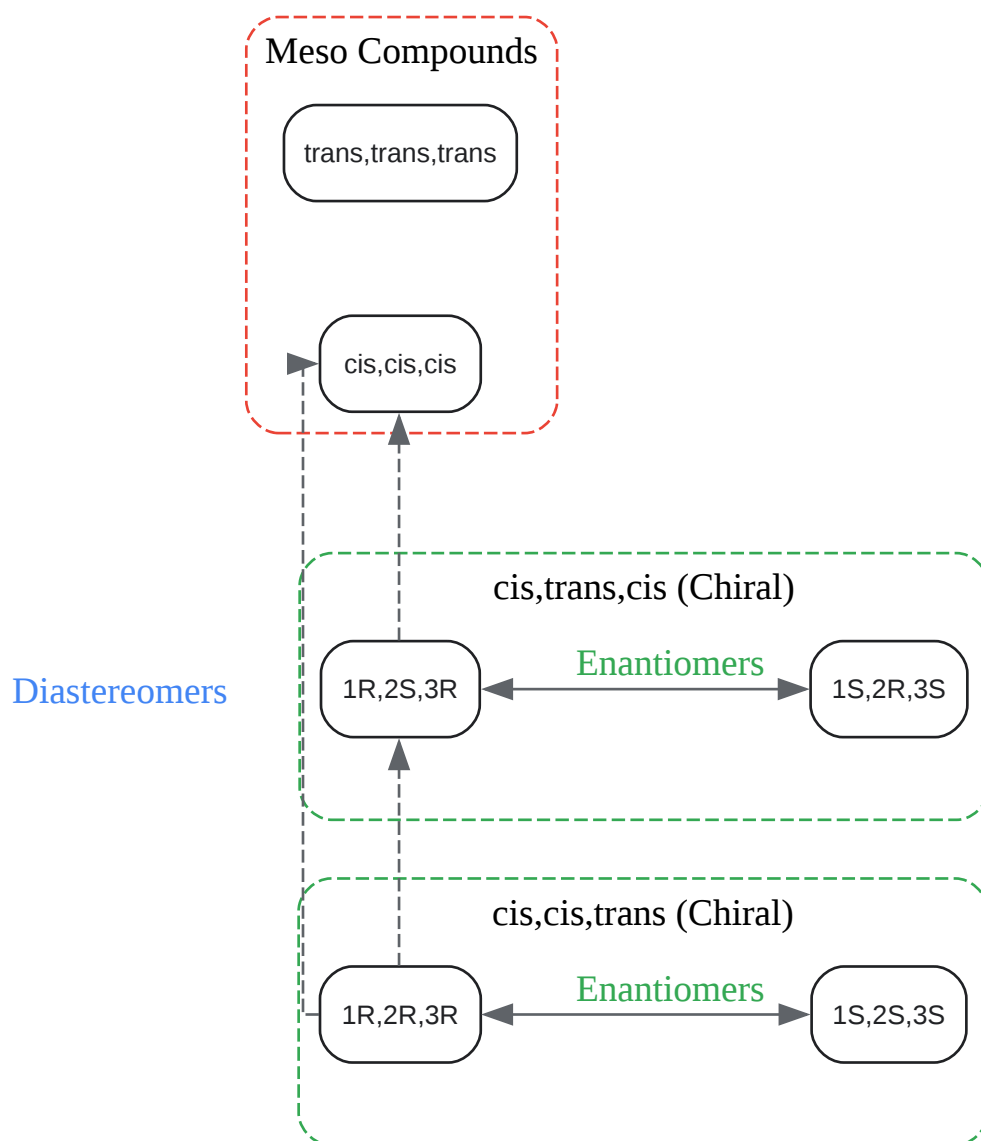 Meso Compounds
trans,trans,trans
cis,cis,cis
cis,trans,cis (Chiral)
Enantiomers
Diastereomers
1R,2S,3R
1S,2R,3S
cis,cis,trans (Chiral)
Enantiomers
1R,2R,3R
1S,2S,3S